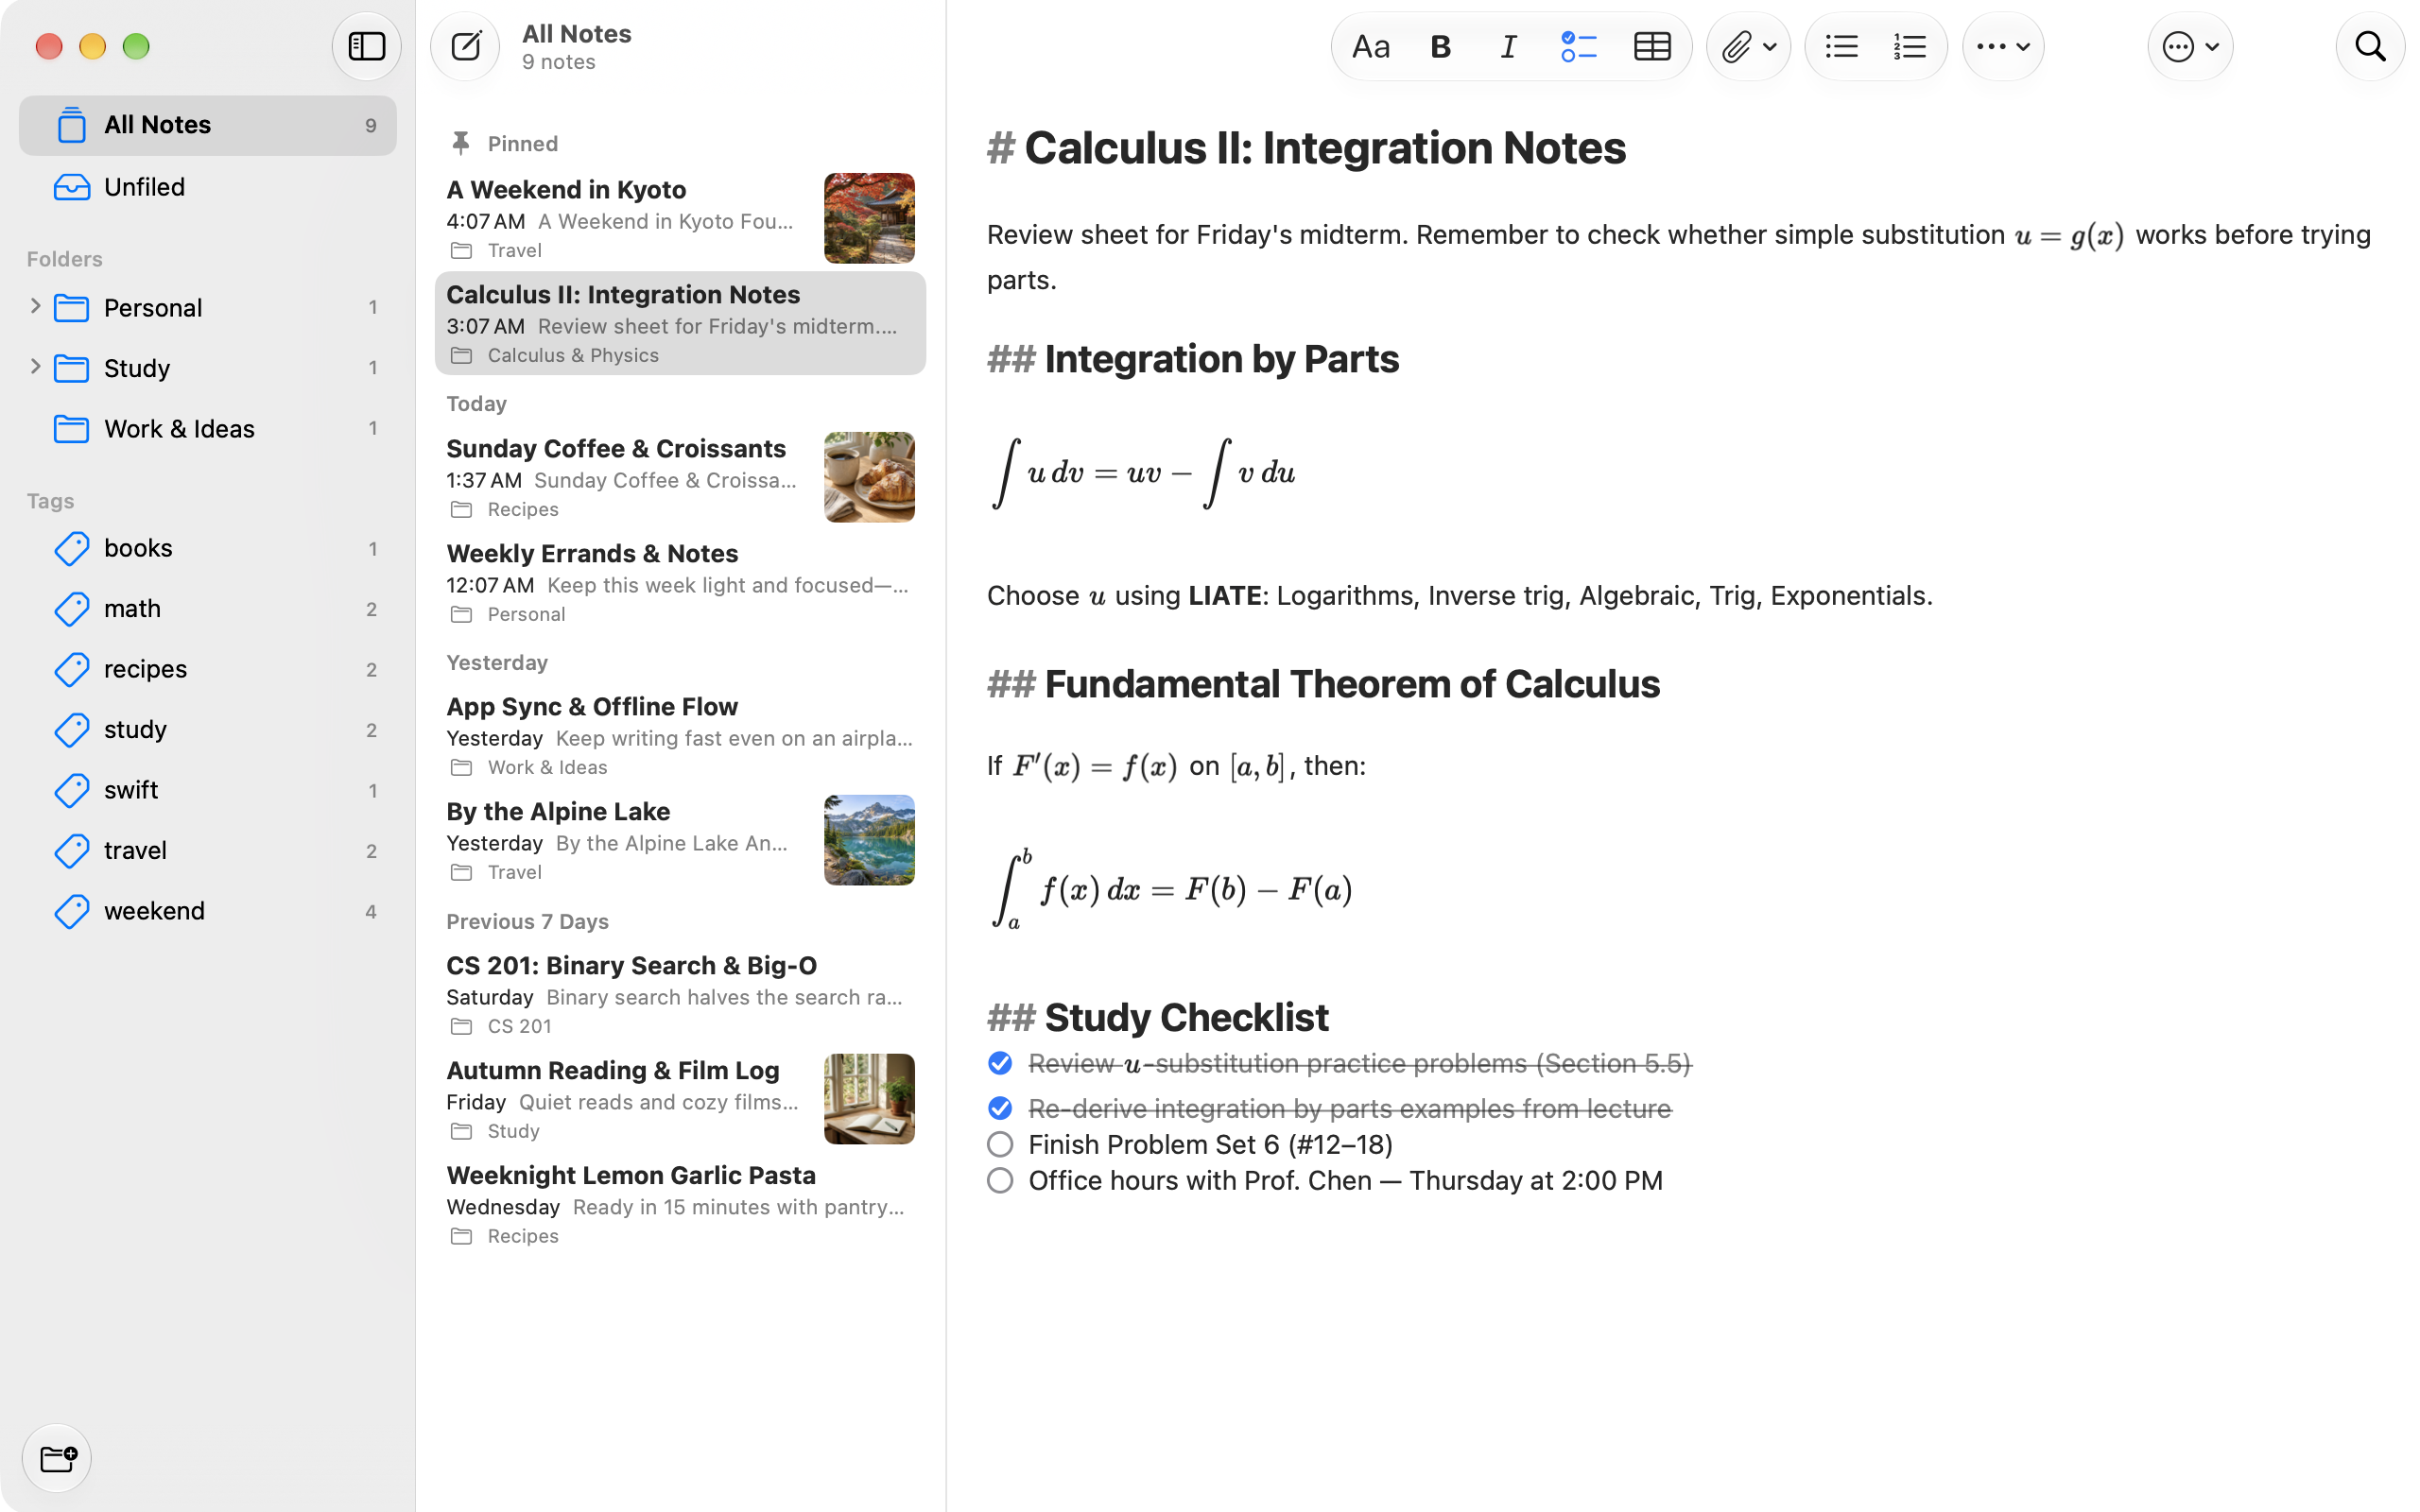 All Notes 9
Unfiled
Folders
Personal 1
Study 1
Work & Ideas 1
Tags
books 1
math 2
recipes 2
study 2
swift 1
travel 2
weekend 4
All Notes
9 notes
Pinned
A Weekend in Kyoto
4:07 AM A Weekend in Kyoto Fou...
Travel
Calculus II: Integration Notes
3:07 AM Review sheet for Friday's midterm....
Calculus & Physics
Today
Sunday Coffee & Croissants
1:37 AM Sunday Coffee & Croissa...
Recipes
Weekly Errands & Notes
12:07 AM Keep this week light and focused—...
Personal
Yesterday
App Sync & Offline Flow
Yesterday Keep writing fast even on an airpla...
Work & Ideas
By the Alpine Lake
Yesterday By the Alpine Lake An...
Travel
Previous 7 Days
CS 201: Binary Search & Big-O
Saturday Binary search halves the search ra...
CS 201
Autumn Reading & Film Log
Friday Quiet reads and cozy films...
Study
Weeknight Lemon Garlic Pasta
Wednesday Ready in 15 minutes with pantry...
Recipes
Aa B I
# Calculus II: Integration Notes
Review sheet for Friday's midterm. Remember to check whether simple substitution u = g(x) works before trying
parts.
## Integration by Parts
∫ u dv = uv − ∫ v du
Choose u using LIATE: Logarithms, Inverse trig, Algebraic, Trig, Exponentials.
## Fundamental Theorem of Calculus
If F′(x) = f(x) on [a, b], then:
∫_a^b f(x) dx = F(b) − F(a)
## Study Checklist
Review u-substitution practice problems (Section 5.5)
Re-derive integration by parts examples from lecture
Finish Problem Set 6 (#12–18)
Office hours with Prof. Chen — Thursday at 2:00 PM